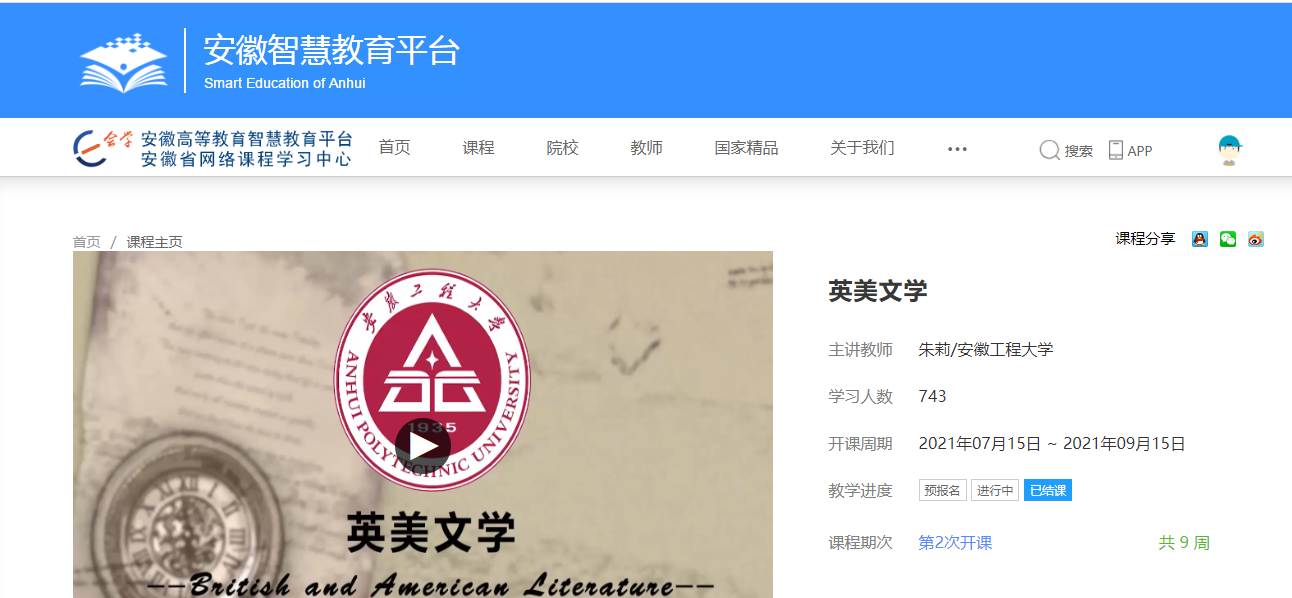 安徽智慧教育平台
Smart Education of Anhui
会学 安徽高等教育智慧教育平台
安徽省网络课程学习中心
首页 课程 院校 教师 国家精品 关于我们 ••• 搜索 APP
首页 / 课程主页
课程分享
安徽工程大学
ANHUI POLYTECHNIC UNIVERSITY
1935
英美文学
--British and American Literature--
英美文学
主讲教师 朱莉/安徽工程大学
学习人数 743
开课周期 2021年07月15日 ~ 2021年09月15日
教学进度 预报名 进行中 已结课
课程期次 第2次开课 共 9 周